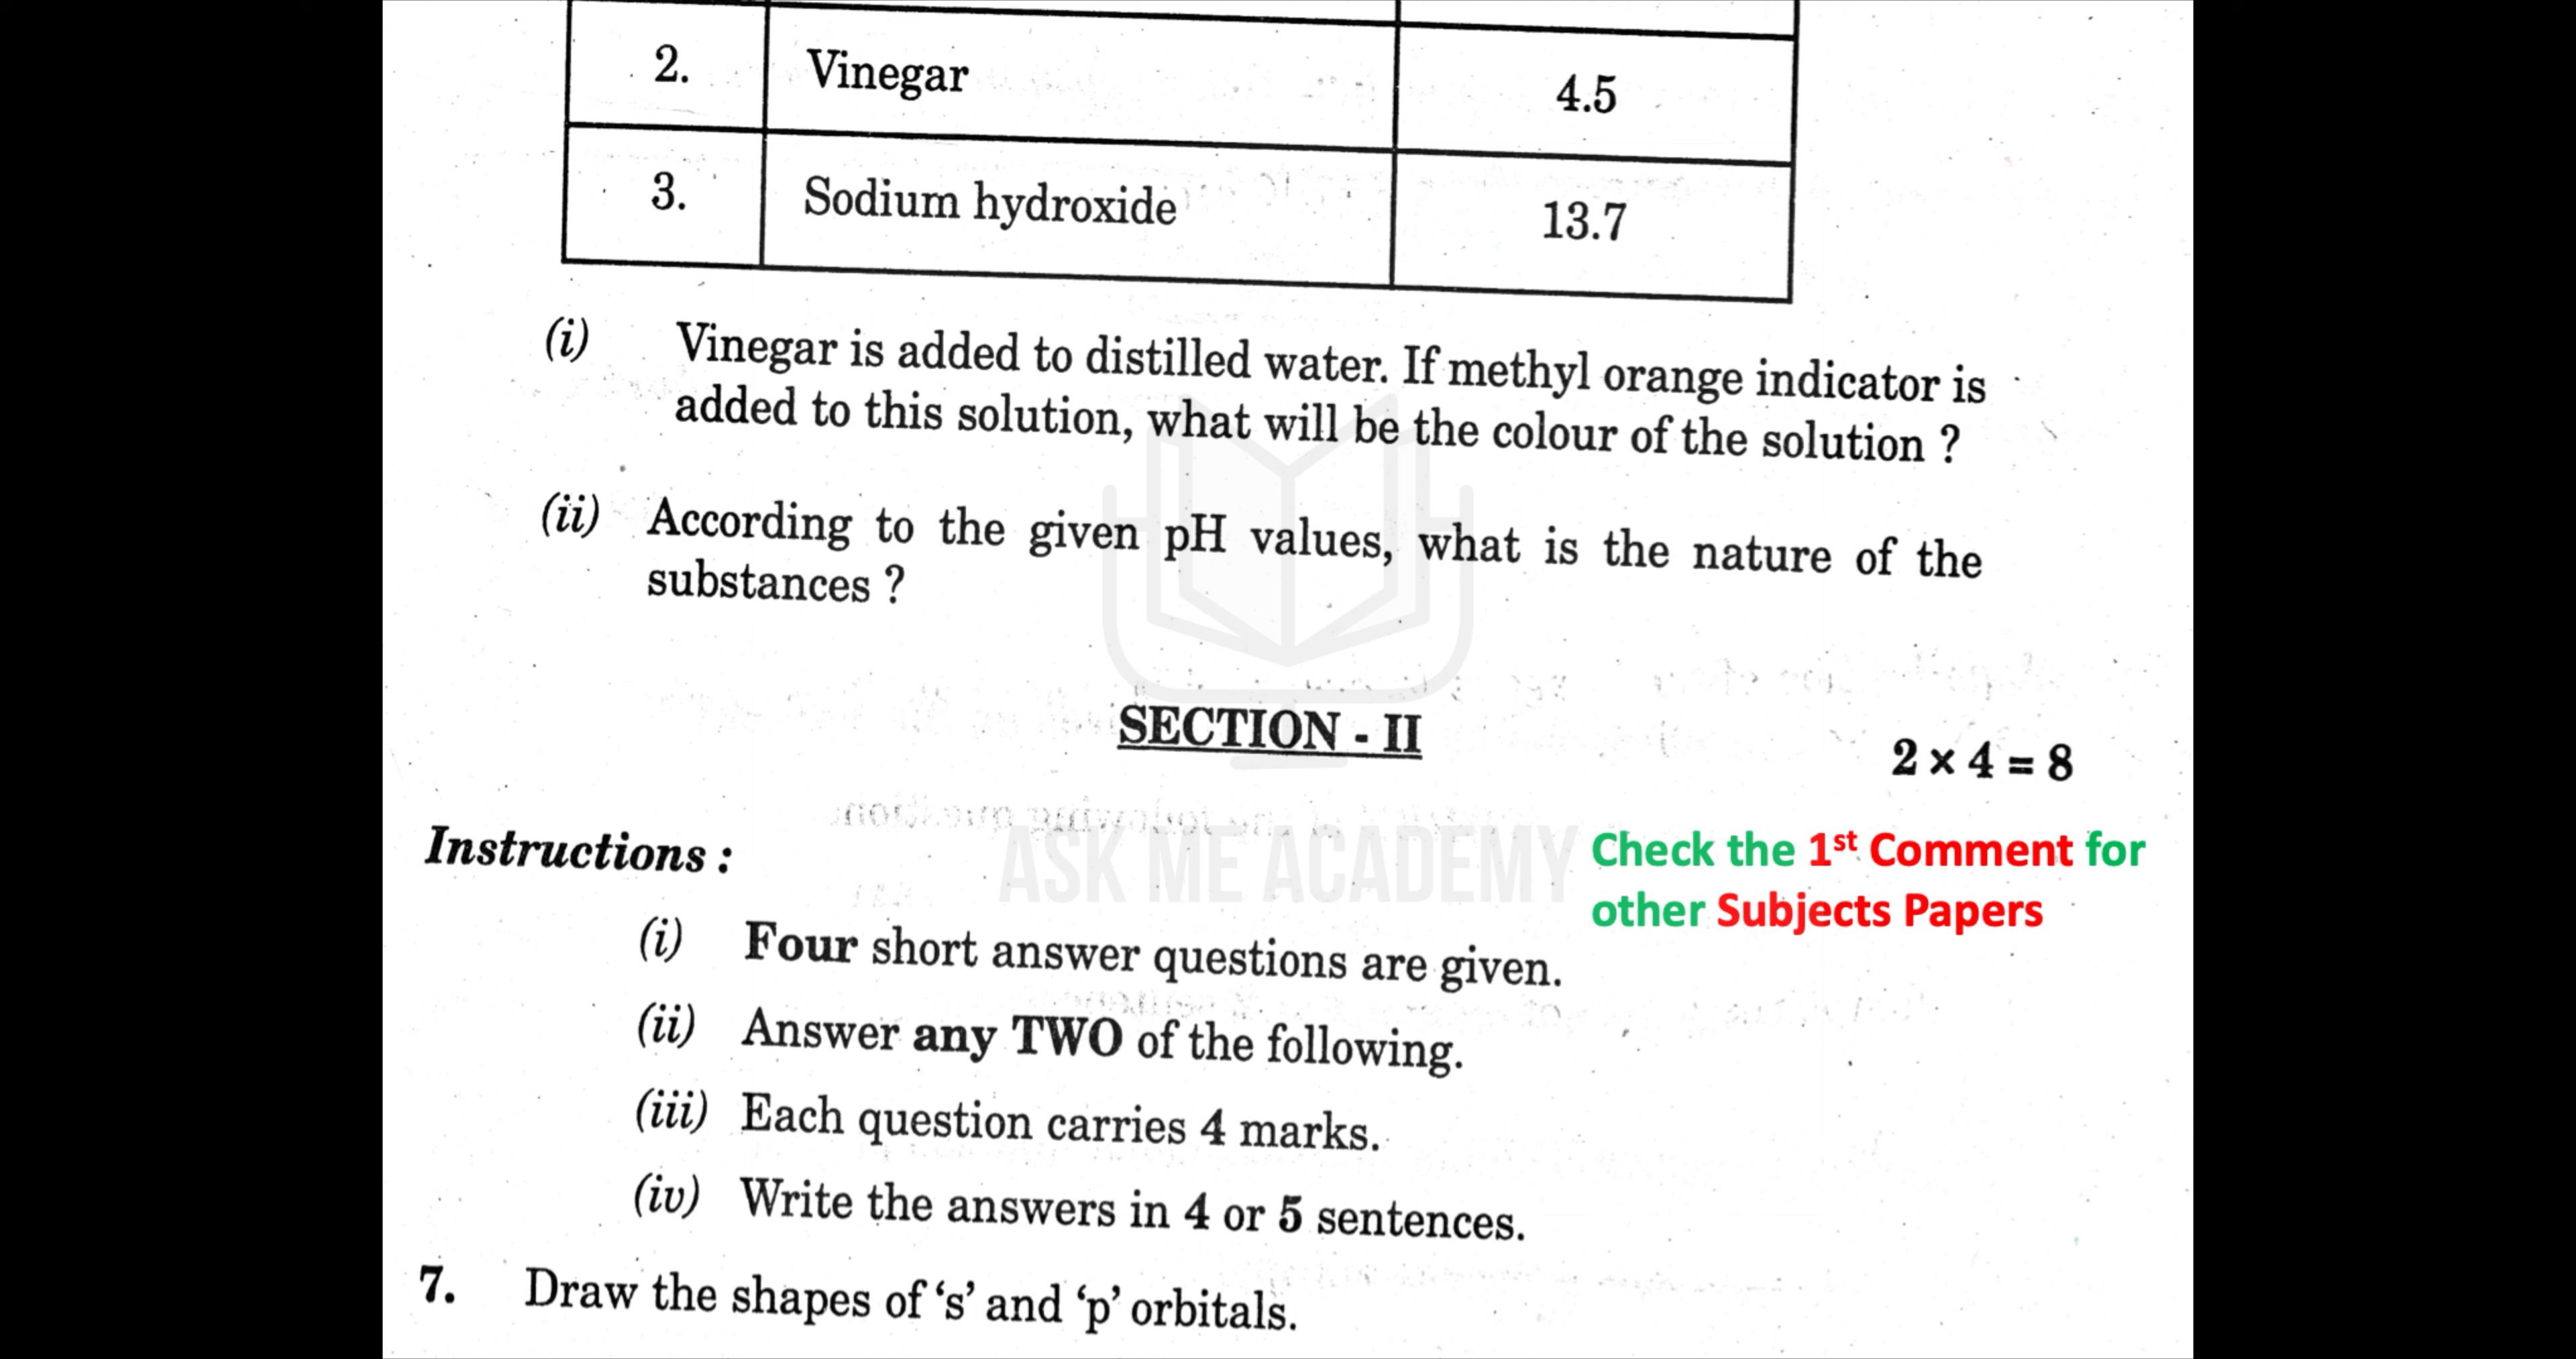 2. Vinegar 4.5
3. Sodium hydroxide 13.7
(i) Vinegar is added to distilled water. If methyl orange indicator is
added to this solution, what will be the colour of the solution ?
(ii) According to the given pH values, what is the nature of the
substances ?
SECTION - II
2 × 4 = 8
Instructions :
ASK ME ACADEMY
Check the 1st Comment for
other Subjects Papers
(i) Four short answer questions are given.
(ii) Answer any TWO of the following.
(iii) Each question carries 4 marks.
(iv) Write the answers in 4 or 5 sentences.
7. Draw the shapes of ‘s’ and ‘p’ orbitals.